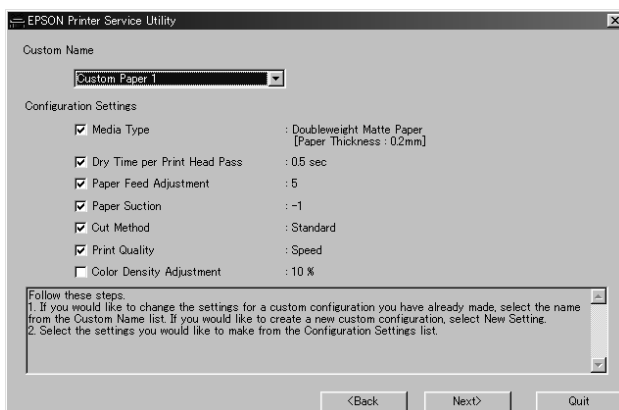 EPSON Printer Service Utility
Custom Name
Custom Paper 1
Configuration Settings
Media Type : Doubleweight Matte Paper
[Paper Thickness : 0.2mm]
Dry Time per Print Head Pass : 0.5 sec
Paper Feed Adjustment : 5
Paper Suction : -1
Cut Method : Standard
Print Quality : Speed
Color Density Adjustment : 10 %
Follow these steps.
1. If you would like to change the settings for a custom configuration you have already made, select the name
from the Custom Name list. If you would like to create a new custom configuration, select New Setting.
2. Select the settings you would like to make from the Configuration Settings list.
<Back Next> Quit